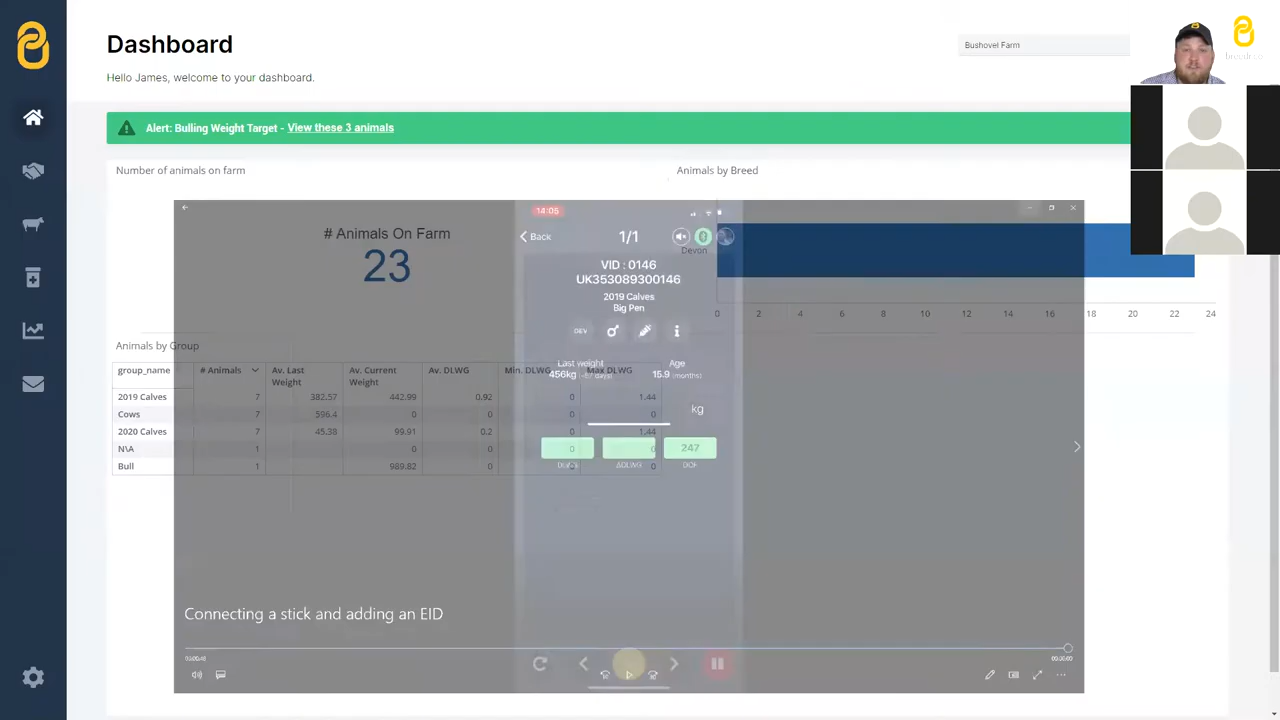 Dashboard
Hello James, welcome to your dashboard.
Bushovel Farm
Alert: Bulling Weight Target - View these 3 animals
Number of animals on farm
Animals by Breed
# Animals On Farm
23
Devon
0 2 4 6 8 10 12 14 16 18 20 22 24
14:05
Back
1/1
VID : 0146
UK353089300146
2019 Calves
Big Pen
DEV
Last weight
Age
456kg
15.9 (months)
kg
247
DLWG
ΔDLWG
DOF
Animals by Group
group_name # Animals Av. Last Weight Av. Current Weight Av. DLWG Min. DLWG Max DLWG
2019 Calves 7 382.57 442.99 0.92 0 1.44
Cows 7 596.4 0 0 0 0
2020 Calves 7 45.38 99.91 0.2 0 1.44
N\A 1 0 0 0 0
Bull 1 989.82 0 0 0
Connecting a stick and adding an EID